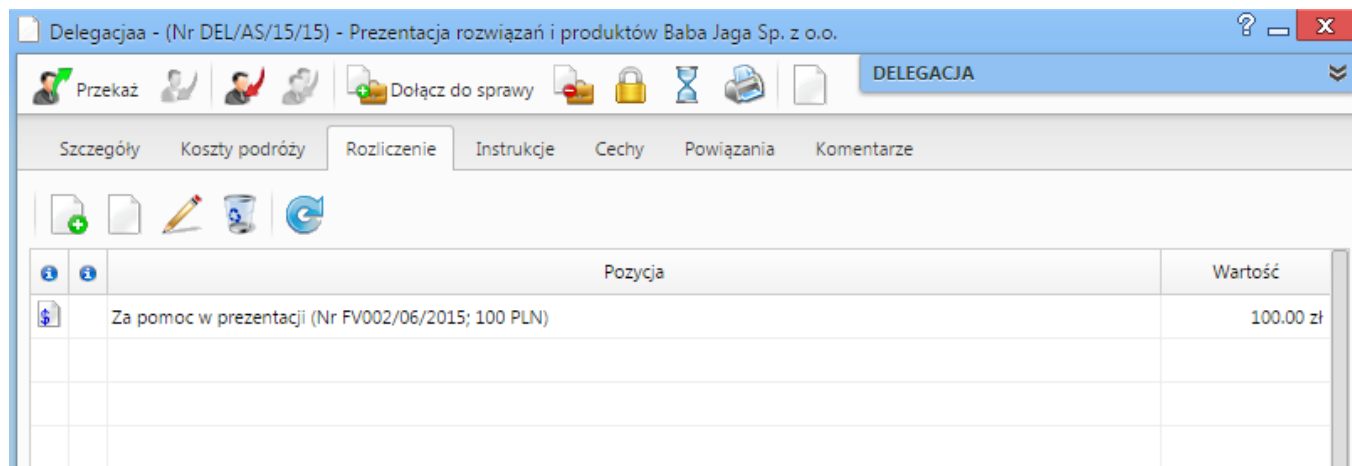 Delegacjaa - (Nr DEL/AS/15/15) - Prezentacja rozwiązań i produktów Baba Jaga Sp. z o.o.
Przekaż Dołącz do sprawy DELEGACJA
Szczegóły Koszty podróży Rozliczenie Instrukcje Cechy Powiązania Komentarze
Pozycja Wartość
Za pomoc w prezentacji (Nr FV002/06/2015; 100 PLN) 100.00 zł